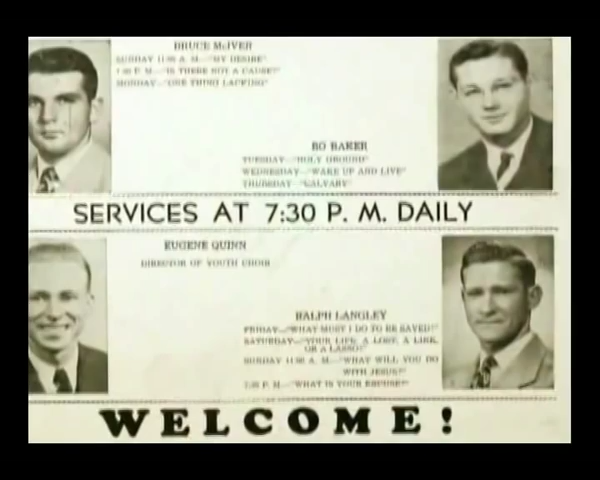 BRUCE McIVER
SUNDAY 11:00 A. M.—"MY DESIRE"
7:30 P. M.—"IS THERE NOT A CAUSE?"
MONDAY—"ONE THING LACKING"
BO BAKER
TUESDAY—"HOLY GROUND"
WEDNESDAY—"WAKE UP AND LIVE"
THURSDAY—"CALVARY"
SERVICES AT 7:30 P. M. DAILY
EUGENE QUINN
DIRECTOR OF YOUTH CHOIR
RALPH LANGLEY
FRIDAY—"WHAT MUST I DO TO BE SAVED?"
SATURDAY—"YOUR LIFE, A LOST, A LINK,
OR A LASSO?"
SUNDAY 11:00 A. M.—"WHAT WILL YOU DO
WITH JESUS?"
7:30 P. M.—"WHAT IS YOUR EXCUSE?"
WELCOME!